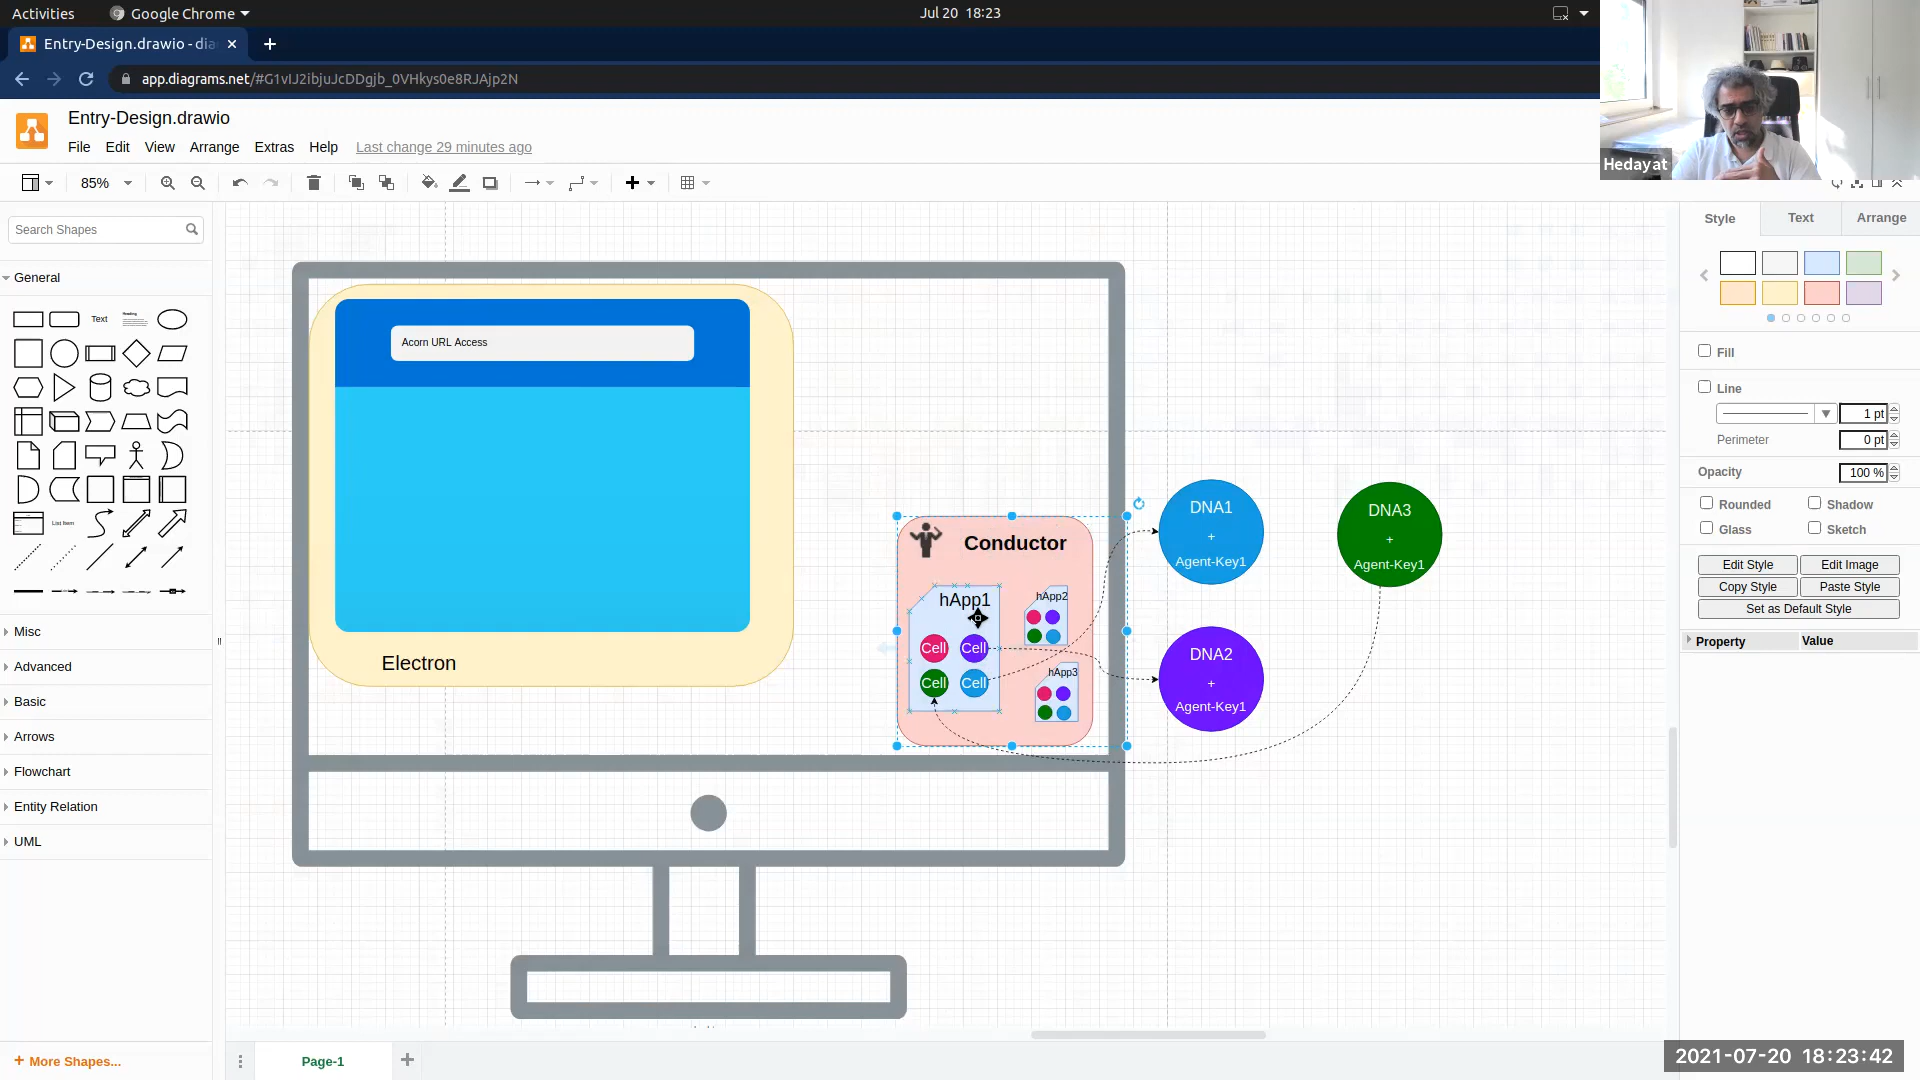 Activities
Google Chrome
Jul 20 18:23
Entry-Design.drawio - dia
app.diagrams.net/#G1vIJ2ibjuJcDDgjb_0VHkys0e8RJAjp2N
Entry-Design.drawio
File Edit View Arrange Extras Help Last change 29 minutes ago
Hedayat
85%
Search Shapes
General
Text
Heading
List Item
Misc
Advanced
Basic
Arrows
Flowchart
Entity Relation
UML
+ More Shapes...
Acorn URL Access
Electron
Conductor
hApp1
Cell Cell
Cell Cell
hApp2
hApp3
DNA1
+
Agent-Key1
DNA2
+
Agent-Key1
DNA3
+
Agent-Key1
Page-1
Style Text Arrange
Fill
Line
1 pt
Perimeter 0 pt
Opacity 100 %
Rounded Shadow
Glass Sketch
Edit Style Edit Image
Copy Style Paste Style
Set as Default Style
Property Value
2021-07-20 18:23:42